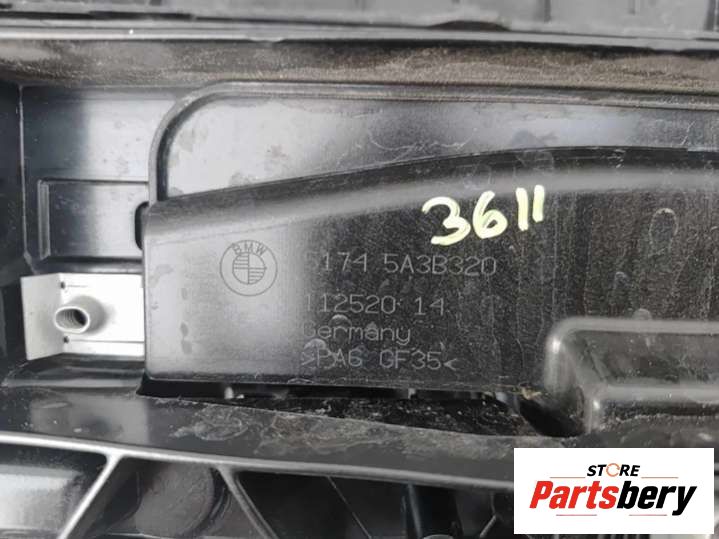 3611
BMW
5174 5A3B320
112520 14
Germany
>PA6 GF35<
STORE
Partsbery